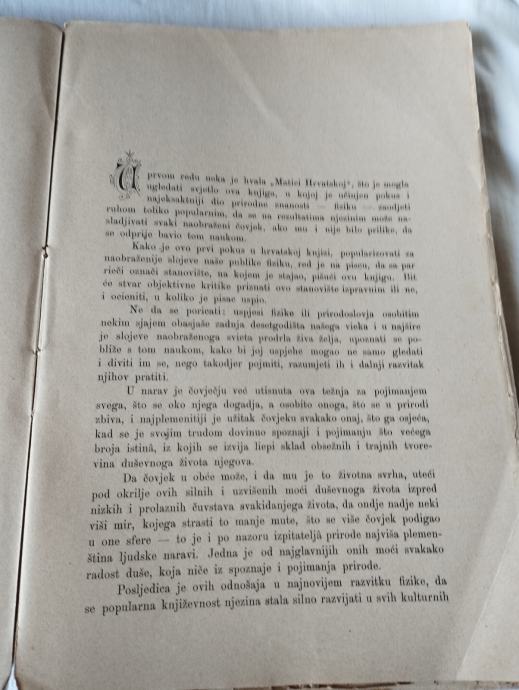 U prvom redu neka je hvala „Matici Hrvatskoj“, što je mogla
ugledati svjetlo ova knjiga, u kojoj je učinjen pokus i
najeksaktniji dio prirodne znanosti — fiziku — zaodjeti
ruhom toliko popularnim, da se na rezultatima njezinim može na-
sladjivati svaki naobraženi čovjek, ako mu i nije bilo prilike, da
se odprije bavio tom naukom.
Kako je ovo prvi pokus u hrvatskoj knjizi, popularizovati za
naobraženije slojeve naše publike fiziku, red je na piscu, da sa par
rieči označi stanovište, na kojem je stajao, pišući ovu knjigu. Bit
će stvar objektivne kritike priznati ovo stanovište izpravnim ili ne,
i ocieniti, u koliko je pisac uspio.
Ne da se poricati: uspjesi fizike ili prirodoslovja osobitim
nekim sjajem obasjaše zadnja desetgodišta našega vieka i u najšire
je slojeve naobraženoga svieta prodrla živa želja, upoznati se po-
bliže s tom naukom, kako bi joj uspjehe mogao ne samo gledati
i diviti im se, nego takodjer pojmiti, razumjeti ih i dalnji razvitak
njihov pratiti.
U narav je čovječju već utisnuta ova težnja za pojimanjem
svega, što se oko njega dogadja, a osobito onoga, što se u prirodi
zbiva, i najplemenitiji je užitak čovjeku svakako onaj, što ga osjeća,
kad se je svojim trudom dovinuo spoznaji i pojimanju što većega
broja istinâ, iz kojih se izvija liepi sklad obsežnih i trajnih tvore-
vina duševnoga života njegova.
Da čovjek u obće može, i da mu je to životna svrha, uteći
pod okrilje ovih silnih i uzvišenih moći duševnoga života izpred
nizkih i prolaznih čuvstava svakidanjega života, da ondje nadje neki
viši mir, kojega strasti to manje mute, što se više čovjek podigao
u one sfere — to je i po nazoru izpitateljâ prirode najviša plemen-
ština ljudske naravi. Jedna je od najglavnijih onih moći svakako
radost duše, koja niče iz spoznaje i pojimanja prirode.
Posljedica je ovih odnošaja u najnovijem razvitku fizike, da
se popularna književnost njezina stala silno razvijati u svih kulturnih